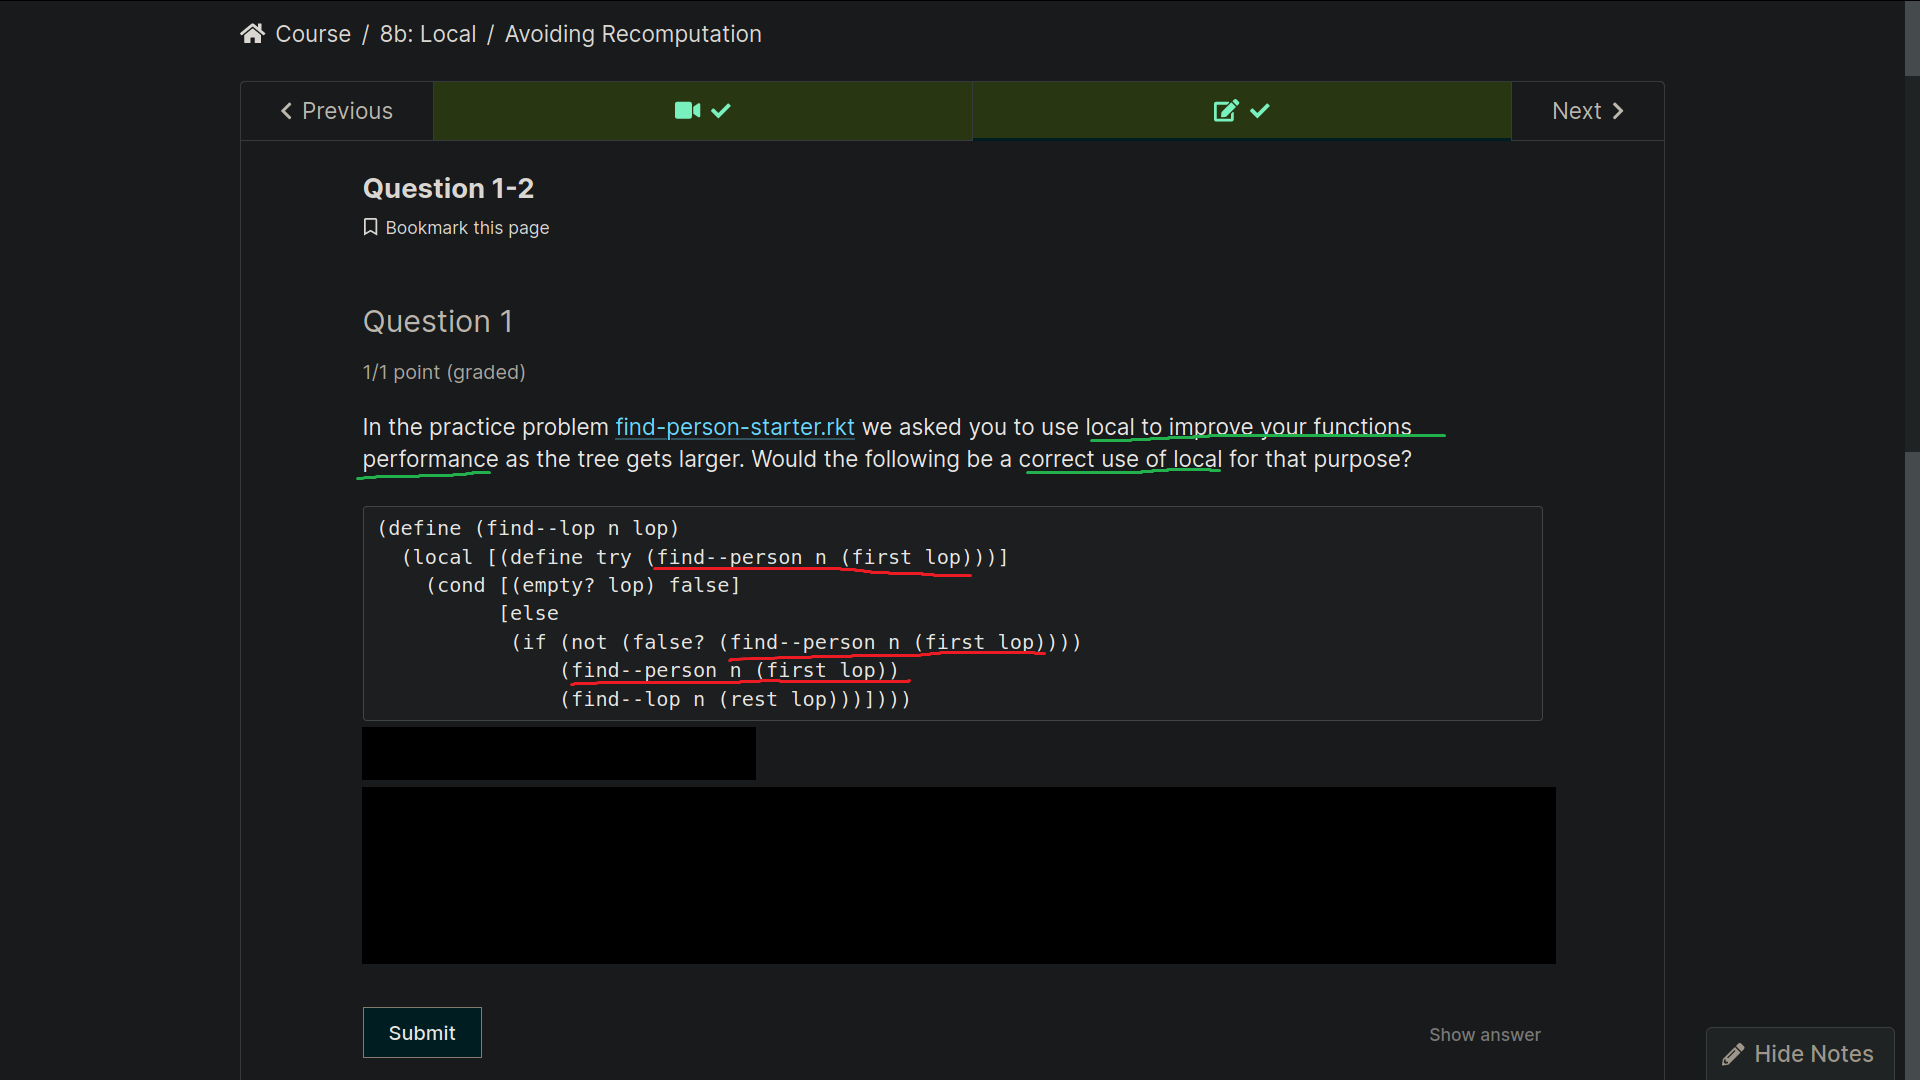 Course / 8b: Local / Avoiding Recomputation
Previous
Next
Question 1-2
Bookmark this page
Question 1
1/1 point (graded)
In the practice problem find-person-starter.rkt we asked you to use local to improve your functions
performance as the tree gets larger. Would the following be a correct use of local for that purpose?
(define (find--lop n lop)
  (local [(define try (find--person n (first lop)))]
    (cond [(empty? lop) false]
          [else
           (if (not (false? (find--person n (first lop))))
               (find--person n (first lop))
               (find--lop n (rest lop)))])))
Submit
Show answer
Hide Notes